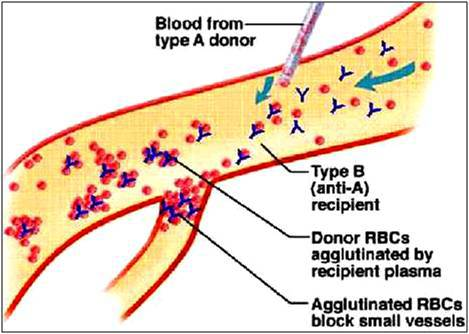 Blood from
type A donor
Type B
(anti-A)
recipient
Donor RBCs
agglutinated by
recipient plasma
Agglutinated RBCs
block small vessels